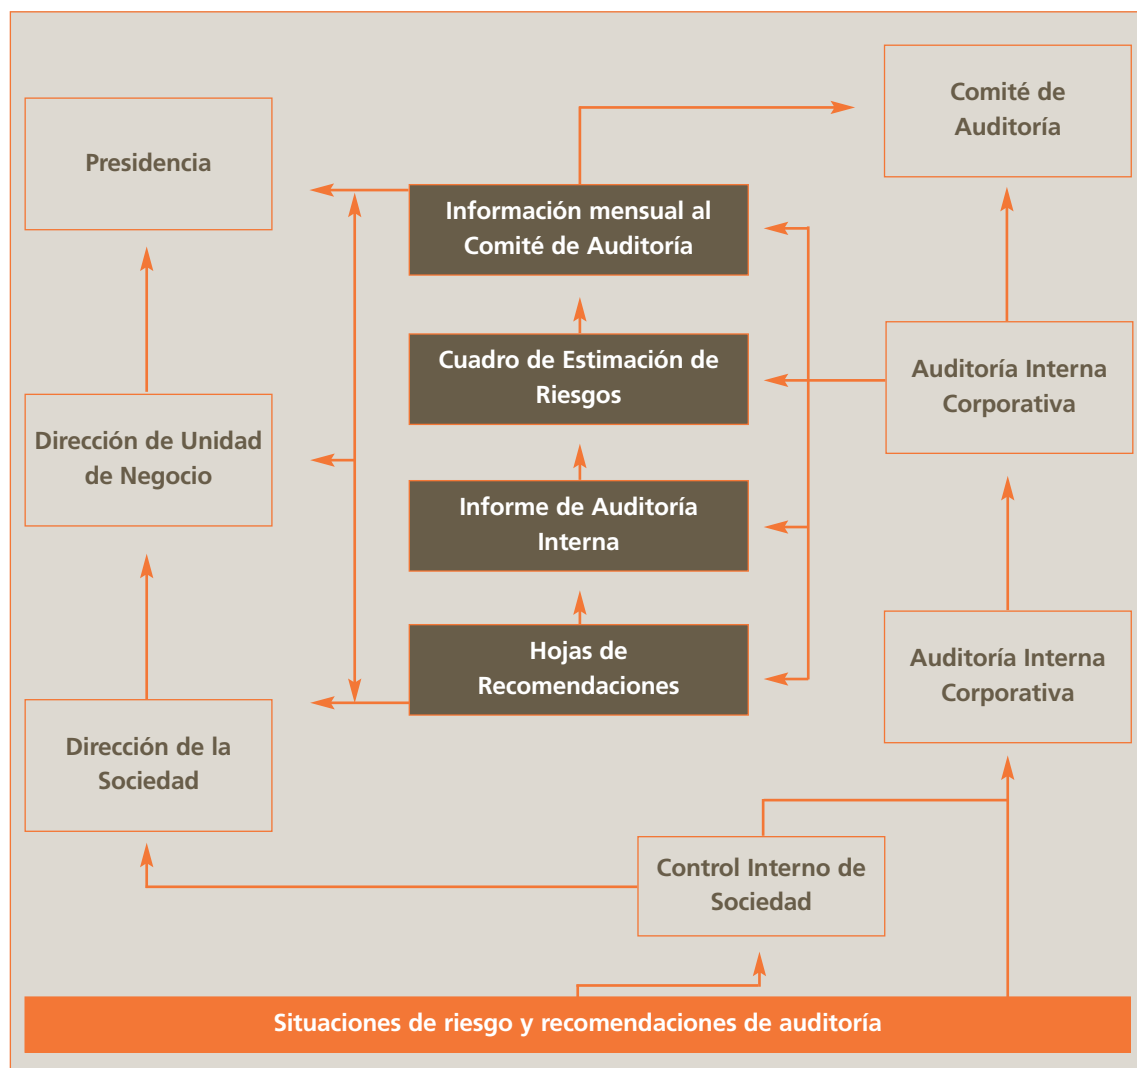 Comité de
Auditoría
Presidencia
Información mensual al
Comité de Auditoría
Cuadro de Estimación de
Riesgos
Auditoría Interna
Corporativa
Dirección de Unidad
de Negocio
Informe de Auditoría
Interna
Hojas de
Recomendaciones
Auditoría Interna
Corporativa
Dirección de la
Sociedad
Control Interno de
Sociedad
Situaciones de riesgo y recomendaciones de auditoría